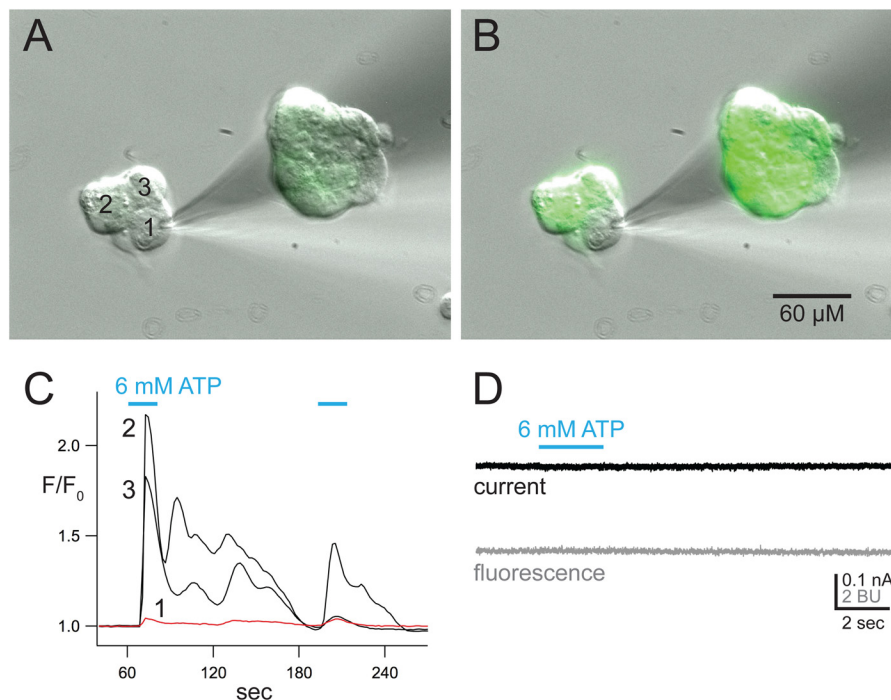 A
B
3
2
1
60 µM
C
6 mM ATP
2
2.0
F/F0
3
1.5
1
1.0
60
120
180
240
sec
D
6 mM ATP
current
fluorescence
0.1 nA
2 BU
2 sec